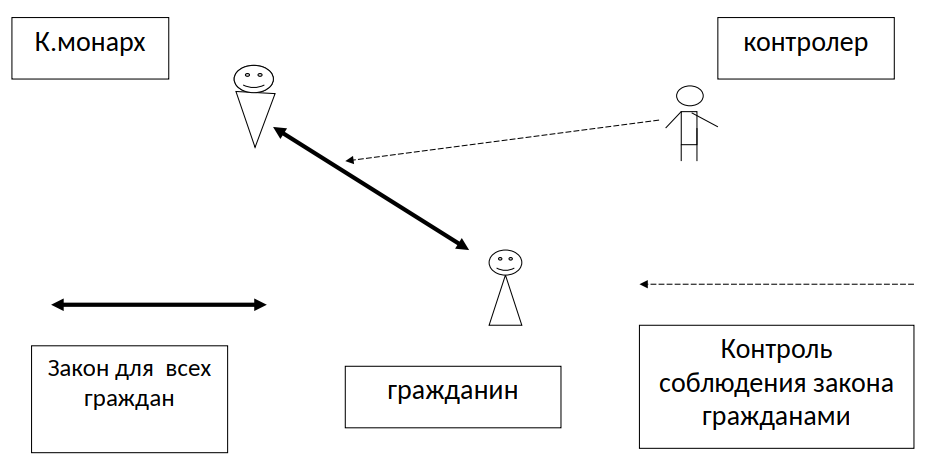 К.монарх
контролер
Закон для всех
граждан
гражданин
Контроль
соблюдения закона
гражданами